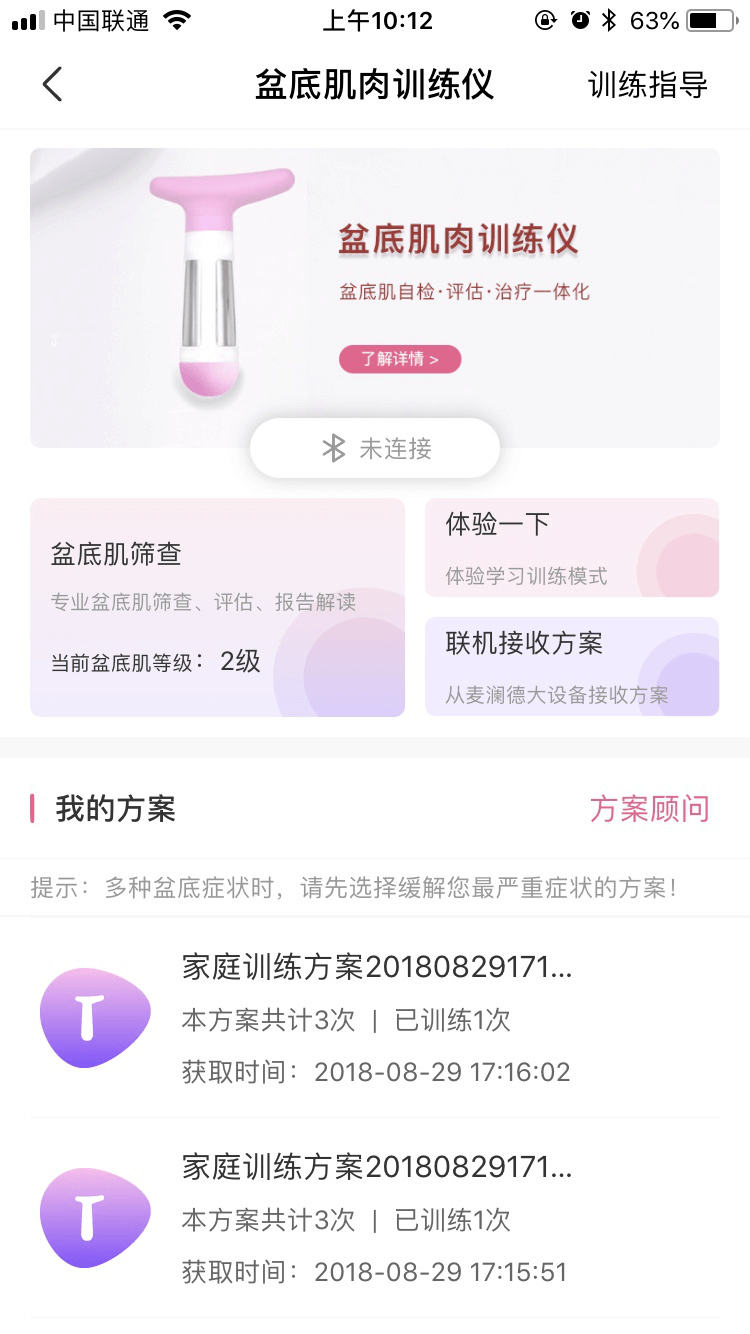 中国联通 上午10:12 63%
盆底肌肉训练仪 训练指导
盆底肌肉训练仪
盆底肌自检·评估·治疗一体化
了解详情 >
未连接
盆底肌筛查
专业盆底肌筛查、评估、报告解读
当前盆底肌等级： 2级
体验一下
体验学习训练模式
联机接收方案
从麦澜德大设备接收方案
我的方案 方案顾问
提示：多种盆底症状时，请先选择缓解您最严重症状的方案！
家庭训练方案20180829171...
本方案共计3次 | 已训练1次
获取时间：2018-08-29 17:16:02
家庭训练方案20180829171...
本方案共计3次 | 已训练1次
获取时间：2018-08-29 17:15:51